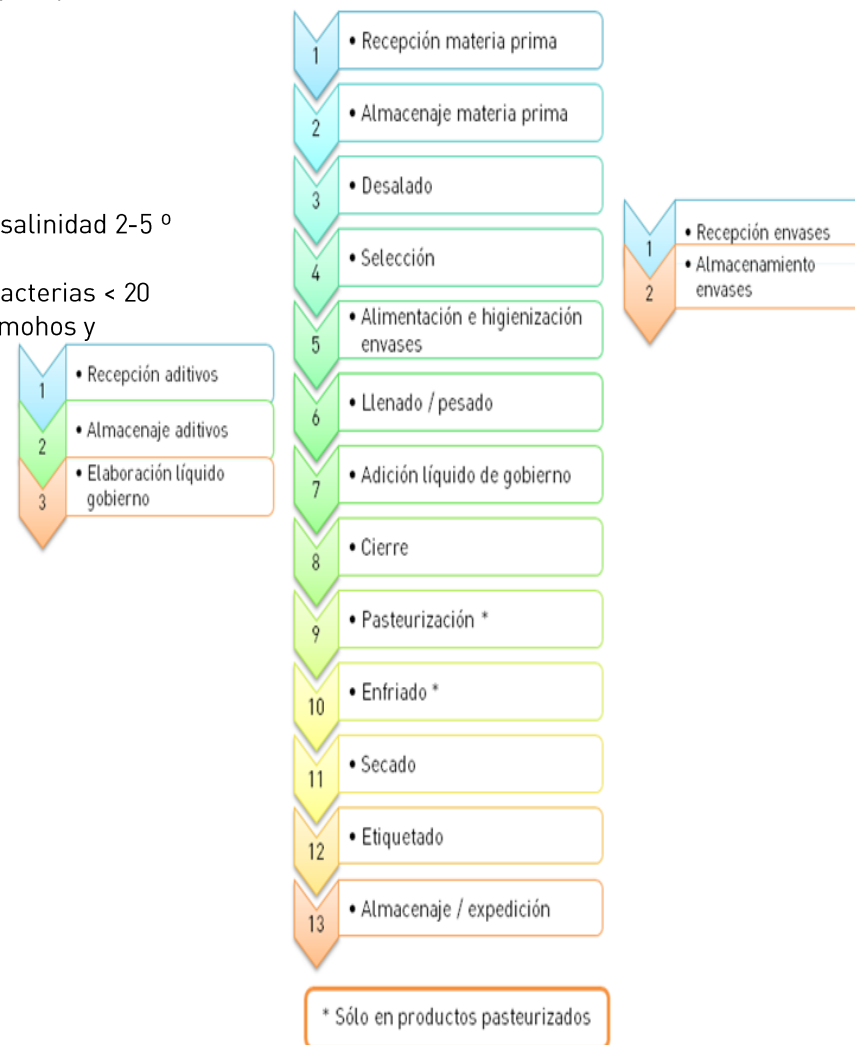 salinidad 2-5 º
acterias < 20
mohos y
1
• Recepción aditivos
2
• Almacenaje aditivos
3
• Elaboración líquido
gobierno
1
• Recepción materia prima
2
• Almacenaje materia prima
3
• Desalado
4
• Selección
5
• Alimentación e higienización
envases
6
• Llenado / pesado
7
• Adición líquido de gobierno
8
• Cierre
9
• Pasteurización *
10
• Enfriado *
11
• Secado
12
• Etiquetado
13
• Almacenaje / expedición
* Sólo en productos pasteurizados
1
• Recepción envases
2
• Almacenamiento
envases